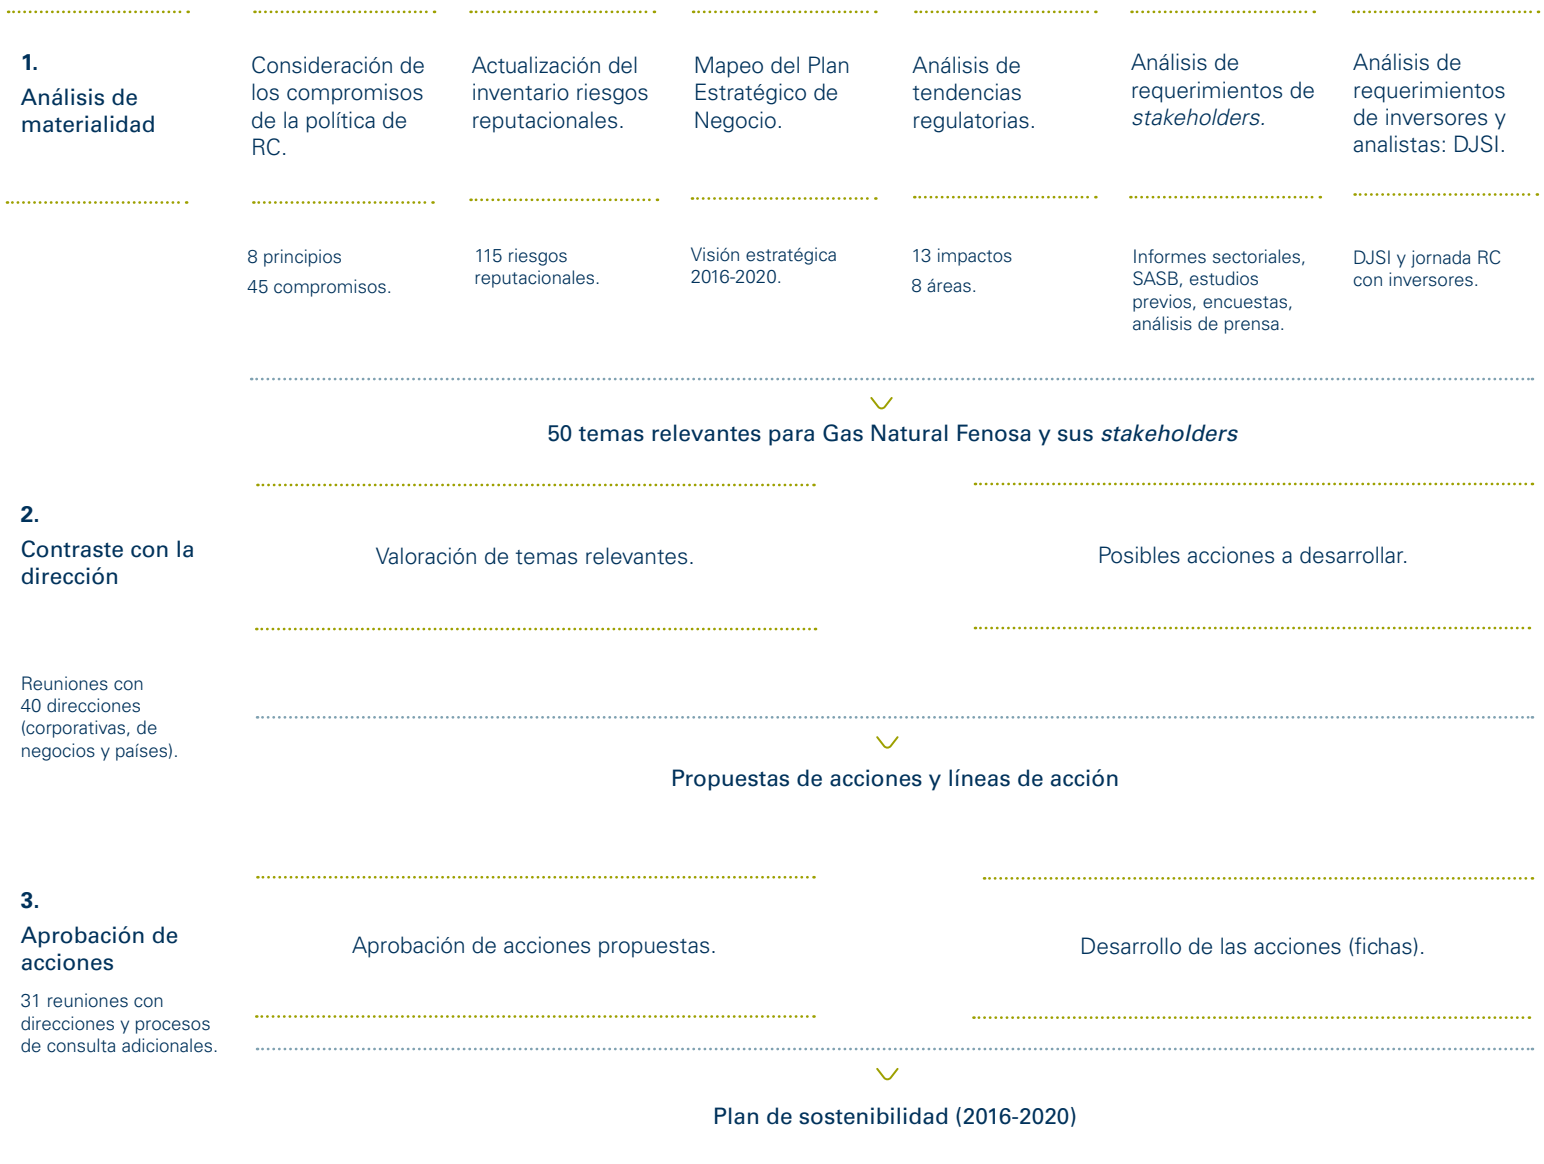 1.
Análisis de
materialidad
Consideración de
los compromisos
de la política de
RC.
Actualización del
inventario riesgos
reputacionales.
Mapeo del Plan
Estratégico de
Negocio.
Análisis de
tendencias
regulatorias.
Análisis de
requerimientos de
stakeholders.
Análisis de
requerimientos
de inversores y
analistas: DJSI.
8 principios
45 compromisos.
115 riesgos
reputacionales.
Visión estratégica
2016-2020.
13 impactos
8 áreas.
Informes sectoriales,
SASB, estudios
previos, encuestas,
análisis de prensa.
DJSI y jornada RC
con inversores.
50 temas relevantes para Gas Natural Fenosa y sus stakeholders
2.
Contraste con la
dirección
Valoración de temas relevantes.
Posibles acciones a desarrollar.
Reuniones con
40 direcciones
(corporativas, de
negocios y países).
Propuestas de acciones y líneas de acción
3.
Aprobación de
acciones
31 reuniones con
direcciones y procesos
de consulta adicionales.
Aprobación de acciones propuestas.
Desarrollo de las acciones (fichas).
Plan de sostenibilidad (2016-2020)